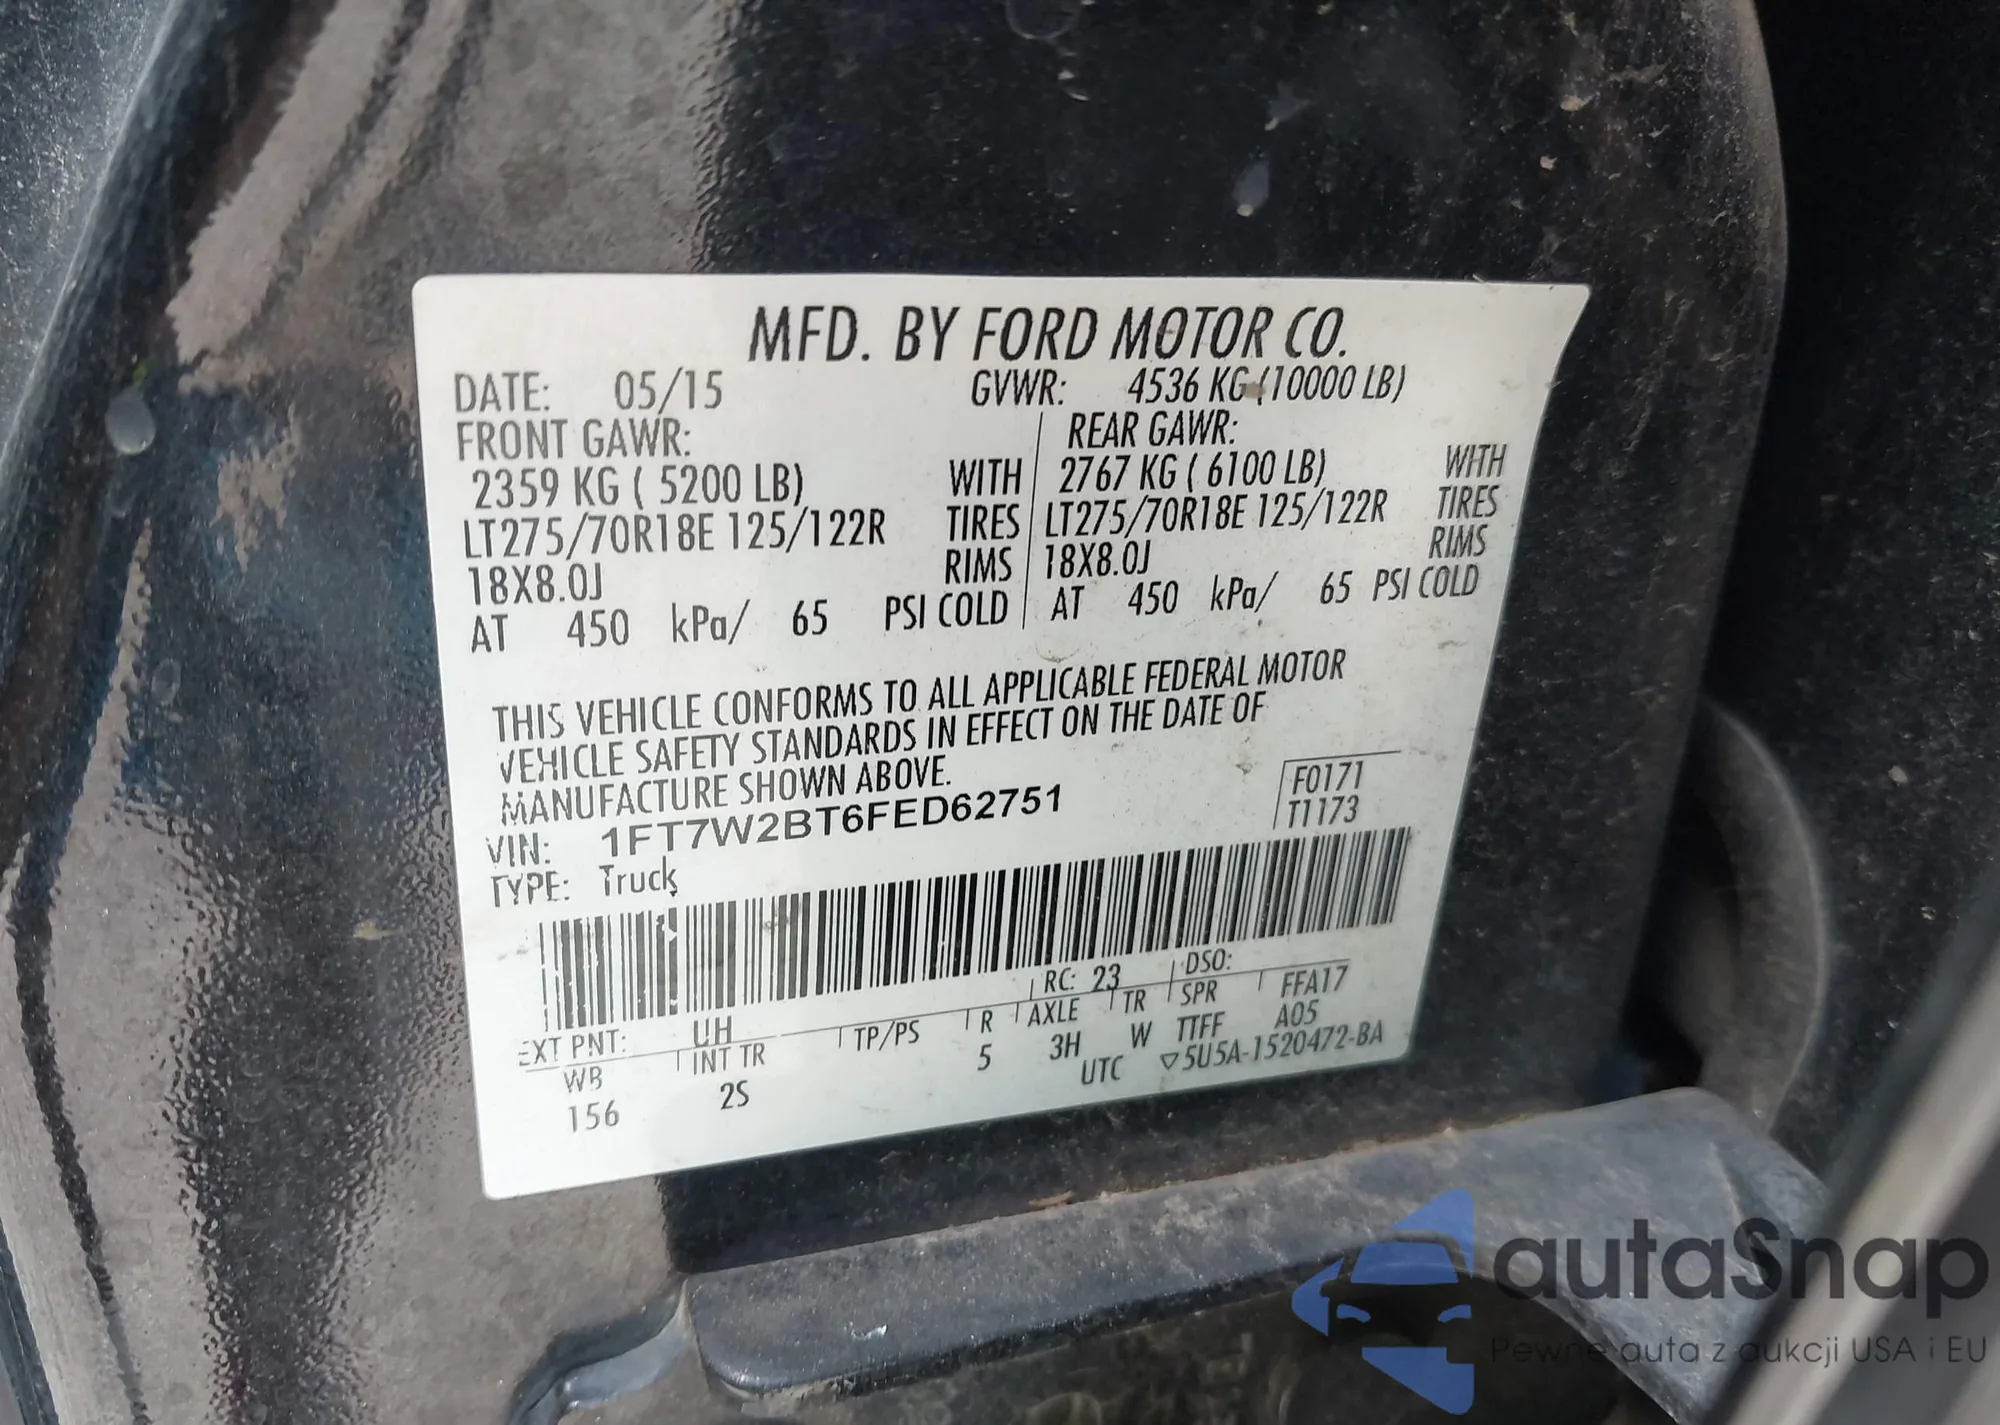 MFD. BY FORD MOTOR CO.
DATE: 05/15 GVWR: 4536 KG (10000 LB)
FRONT GAWR: REAR GAWR:
2359 KG ( 5200 LB) WITH 2767 KG ( 6100 LB) WITH
LT275/70R18E 125/122R TIRES LT275/70R18E 125/122R TIRES
18X8.0J RIMS 18X8.0J RIMS
AT 450 kPa/ 65 PSI COLD AT 450 kPa/ 65 PSI COLD
THIS VEHICLE CONFORMS TO ALL APPLICABLE FEDERAL MOTOR
VEHICLE SAFETY STANDARDS IN EFFECT ON THE DATE OF
MANUFACTURE SHOWN ABOVE.
VIN: 1FT7W2BT6FED62751 F0171
TYPE: Truck T1173
EXT PNT: UH RC: 23 DSO:
WB INT TR TP/PS R AXLE TR SPR FFA17
156 2S 5 3H W TTFF A05
UTC ▽5U5A-1520472-BA
autaSnap
Pewne auta z aukcji USA i EU